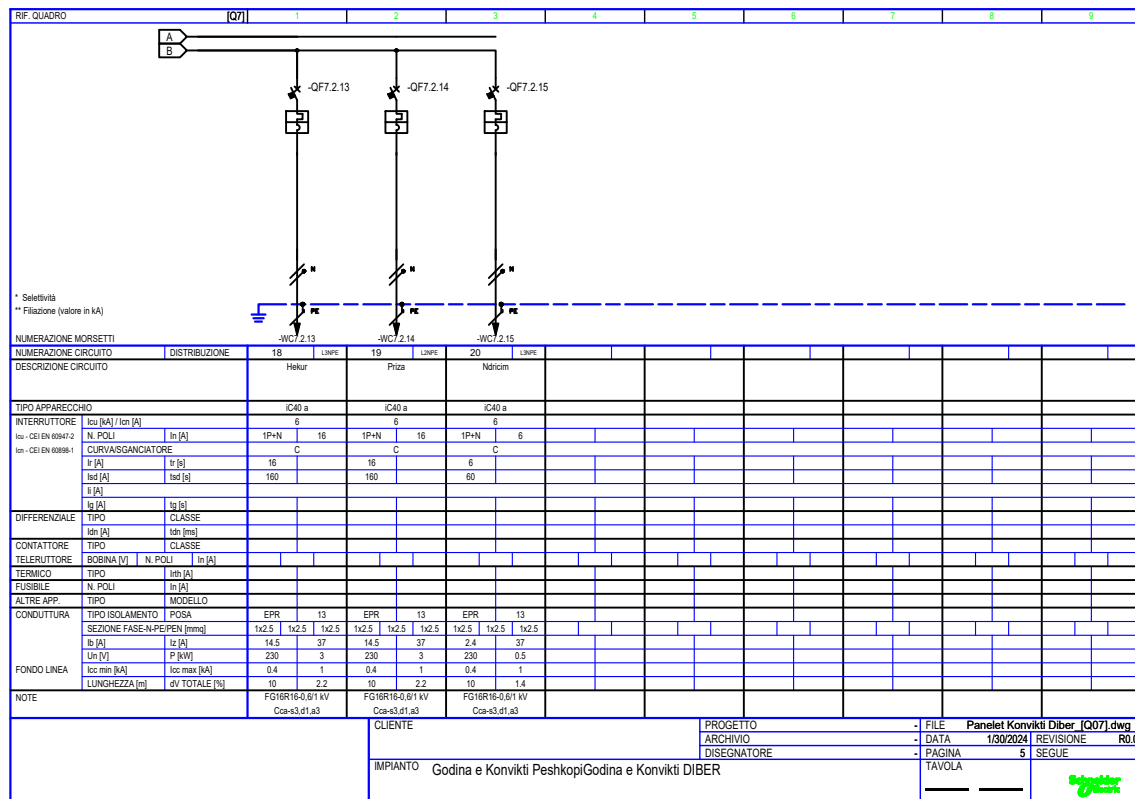 RIF. QUADRO [Q7] 1 2 3 4 5 6 7 8 9
A
B
-QF7.2.13 -QF7.2.14 -QF7.2.15
N N N
* Selettività
** Filiazione (valore in kA)
PE PE PE
NUMERAZIONE MORSETTI -WC7.2.13 -WC7.2.14 -WC7.2.15
NUMERAZIONE CIRCUITO DISTRIBUZIONE 18 L3NPE 19 L2NPE 20 L3NPE
DESCRIZIONE CIRCUITO Hekur Priza Ndricim
TIPO APPARECCHIO iC40 a iC40 a iC40 a
INTERRUTTORE Icu [kA] / Icn [A] 6 6 6
Icu - CEI EN 60947-2 N. POLI In [A] 1P+N 16 1P+N 16 1P+N 6
Icn - CEI EN 60898-1 CURVA/SGANCIATORE C C C
Ir [A] tr [s] 16 16 6
Isd [A] tsd [s] 160 160 60
Ii [A]
Ig [A] tg [s]
DIFFERENZIALE TIPO CLASSE
Idn [A] tdn [ms]
CONTATTORE TIPO CLASSE
TELERUTTORE BOBINA [V] N. POLI In [A]
TERMICO TIPO Irth [A]
FUSIBILE N. POLI In [A]
ALTRE APP. TIPO MODELLO
CONDUTTURA TIPO ISOLAMENTO POSA EPR 13 EPR 13 EPR 13
SEZIONE FASE-N-PE/PEN [mmq] 1x2.5 1x2.5 1x2.5 1x2.5 1x2.5 1x2.5 1x2.5 1x2.5 1x2.5
Ib [A] Iz [A] 14.5 37 14.5 37 2.4 37
Un [V] P [kW] 230 3 230 3 230 0.5
FONDO LINEA Icc min [kA] Icc max [kA] 0.4 1 0.4 1 0.4 1
LUNGHEZZA [m] dV TOTALE [%] 10 2.2 10 2.2 10 1.4
NOTE FG16R16-0,6/1 kV FG16R16-0,6/1 kV FG16R16-0,6/1 kV
Cca-s3,d1,a3 Cca-s3,d1,a3 Cca-s3,d1,a3
CLIENTE PROGETTO - FILE Panelet Konvikti Diber_[Q07].dwg
ARCHIVIO - DATA 1/30/2024 REVISIONE R0.0
DISEGNATORE - PAGINA 5 SEGUE
IMPIANTO Godina e Konvikti PeshkopiGodina e Konvikti DIBER TAVOLA
Schneider
Electric